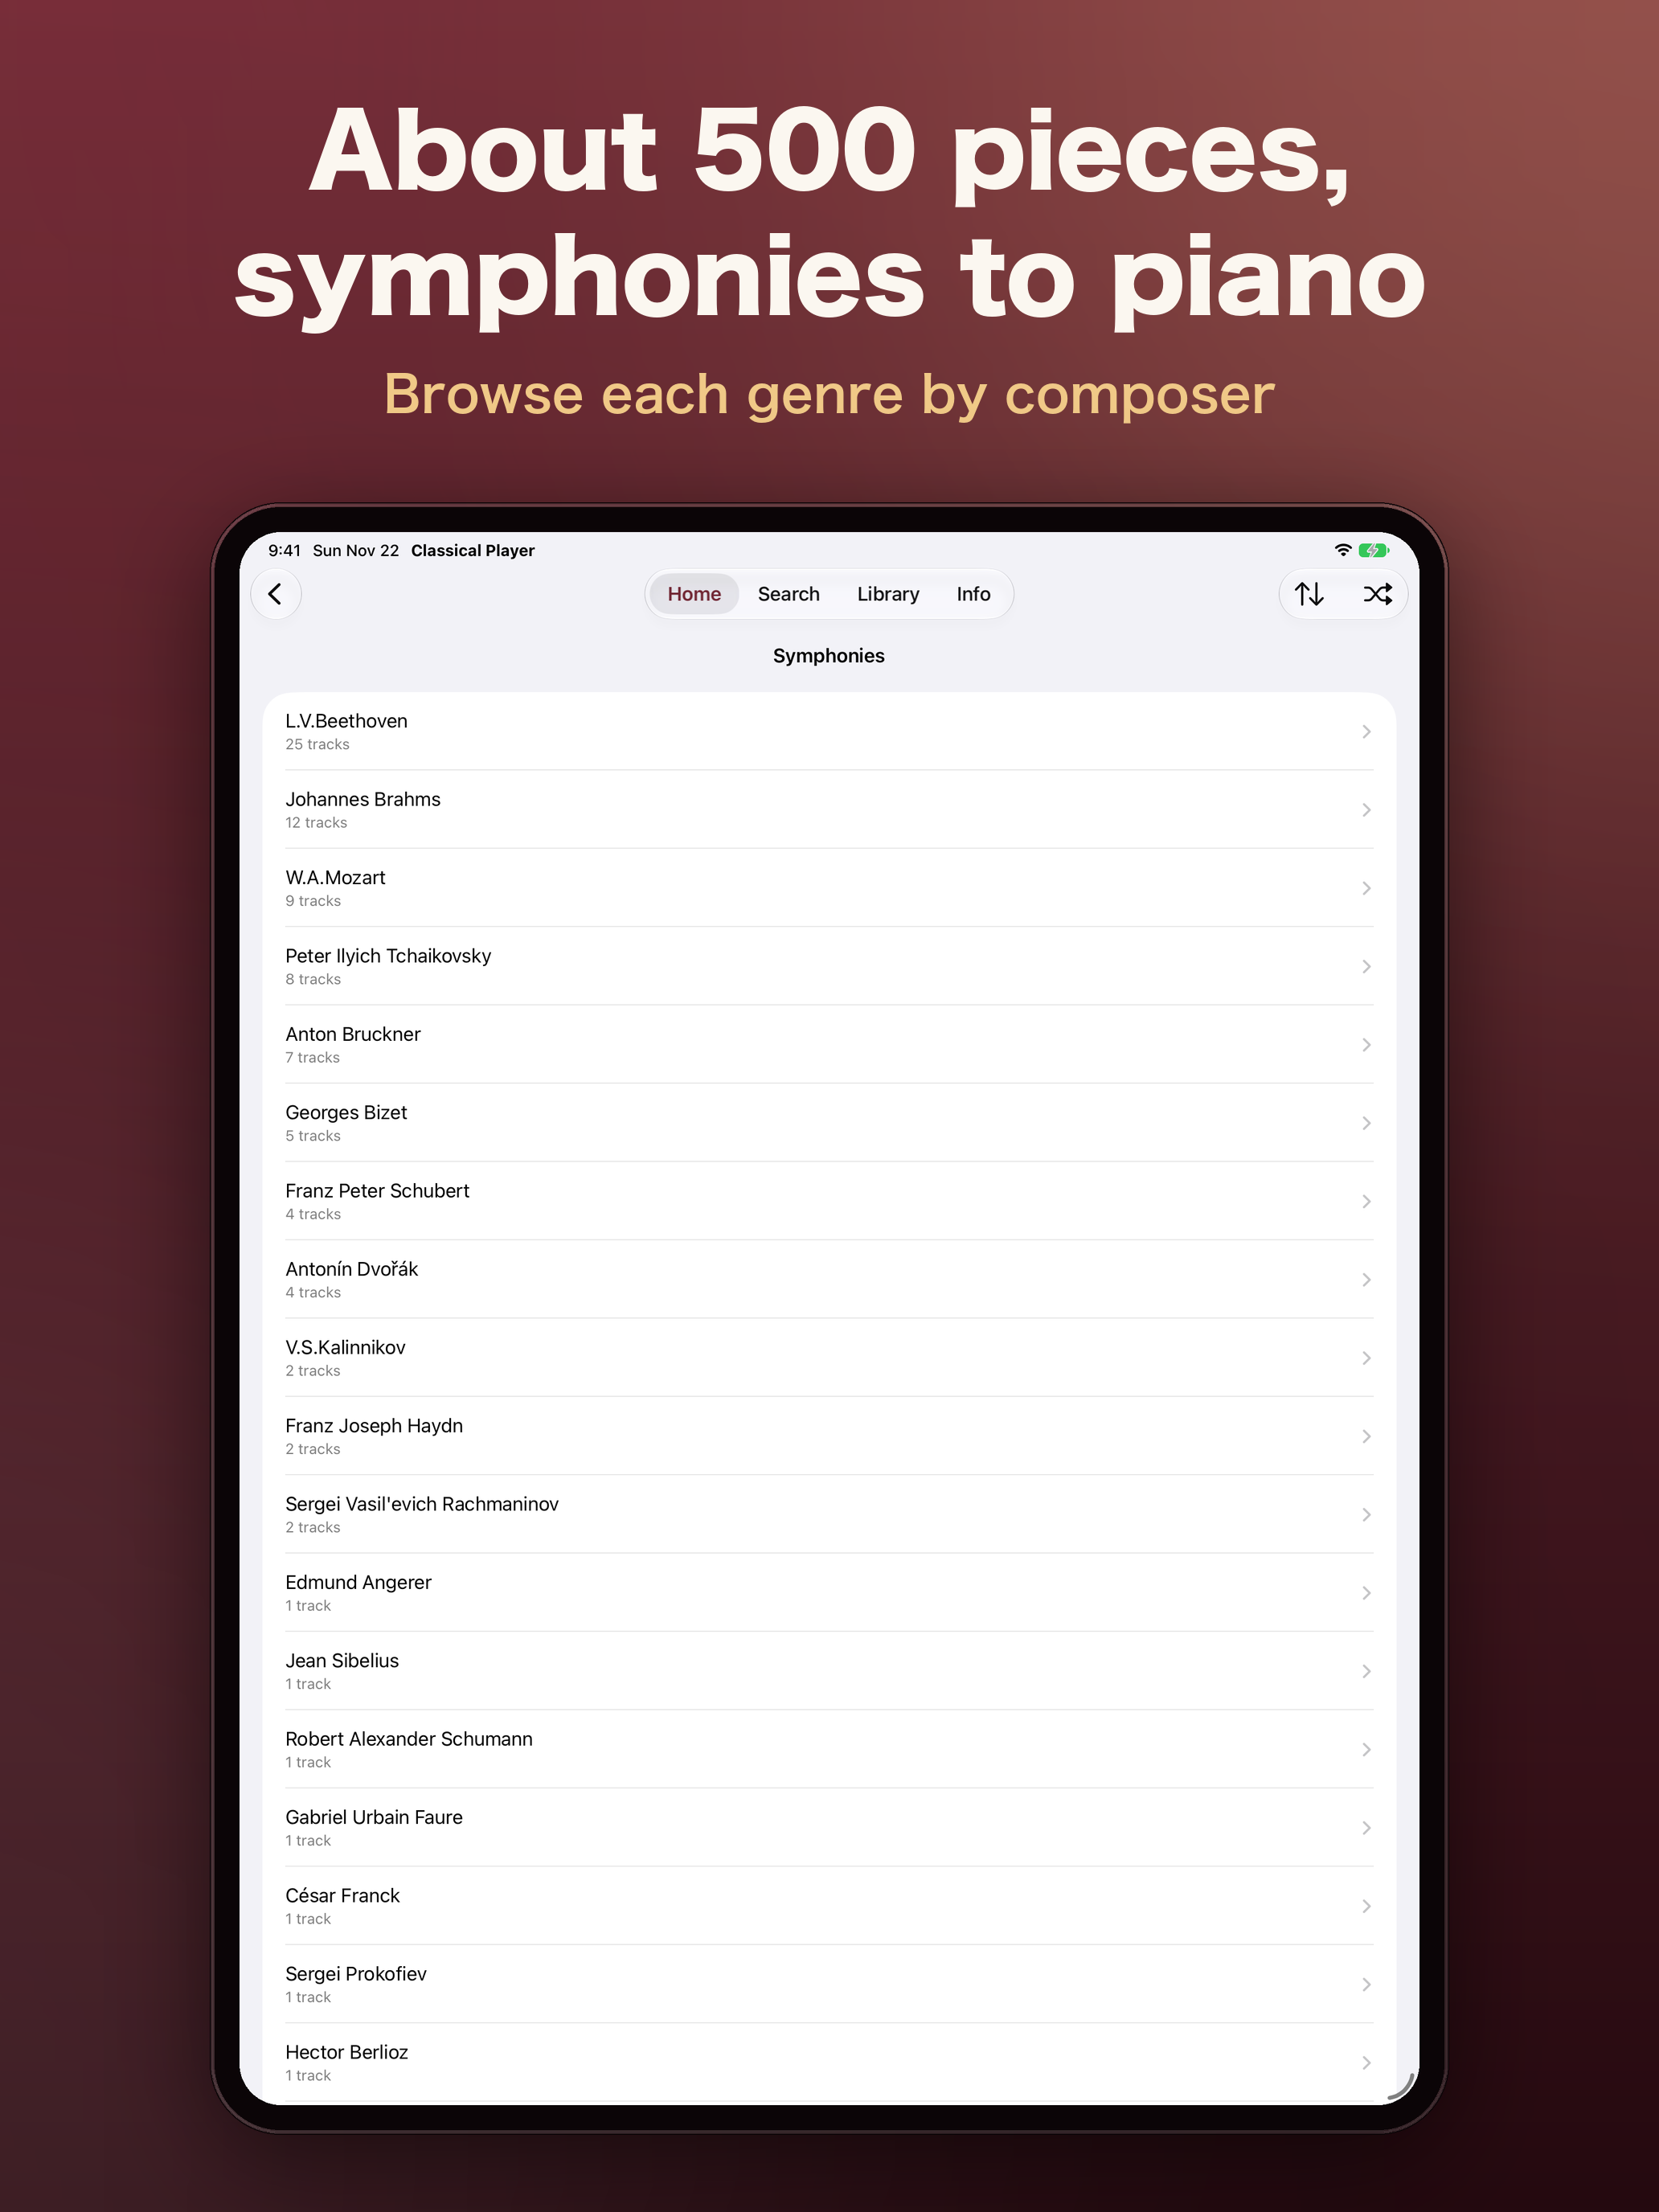 About 500 pieces,
symphonies to piano
Browse each genre by composer
9:41 Sun Nov 22 Classical Player
Home Search Library Info
Symphonies
L.V.Beethoven
25 tracks
Johannes Brahms
12 tracks
W.A.Mozart
9 tracks
Peter Ilyich Tchaikovsky
8 tracks
Anton Bruckner
7 tracks
Georges Bizet
5 tracks
Franz Peter Schubert
4 tracks
Antonín Dvořák
4 tracks
V.S.Kalinnikov
2 tracks
Franz Joseph Haydn
2 tracks
Sergei Vasil'evich Rachmaninov
2 tracks
Edmund Angerer
1 track
Jean Sibelius
1 track
Robert Alexander Schumann
1 track
Gabriel Urbain Faure
1 track
César Franck
1 track
Sergei Prokofiev
1 track
Hector Berlioz
1 track